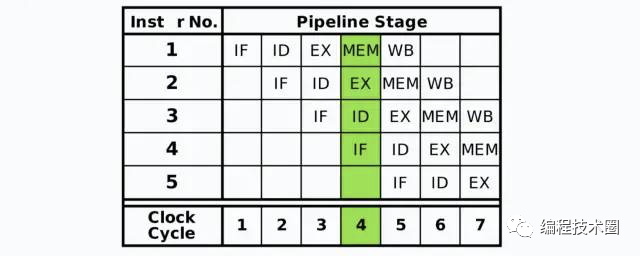 Inst r No. Pipeline Stage
1 IF ID EX MEM WB
2 IF ID EX MEM WB
3 IF ID EX MEM WB
4 IF ID EX MEM
5 IF ID EX
Clock
Cycle 1 2 3 4 5 6 7
编程技术圈